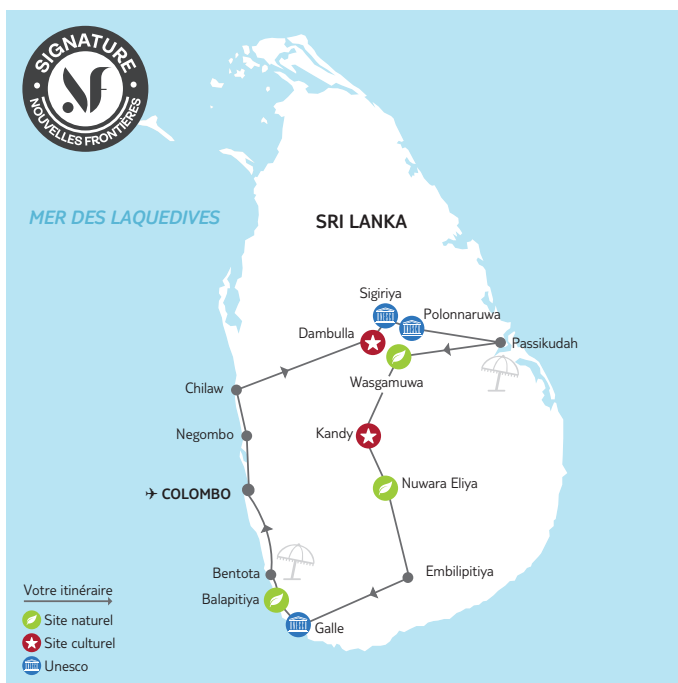 SIGNATURE
NF
NOUVELLES FRONTIÈRES
MER DES LAQUEDIVES
SRI LANKA
Sigiriya
Polonnaruwa
Dambulla
Passikudah
Wasgamuwa
Chilaw
Negombo
Kandy
Nuwara Eliya
COLOMBO
Bentota
Embilipitiya
Balapitiya
Galle
Votre itinéraire
Site naturel
Site culturel
Unesco